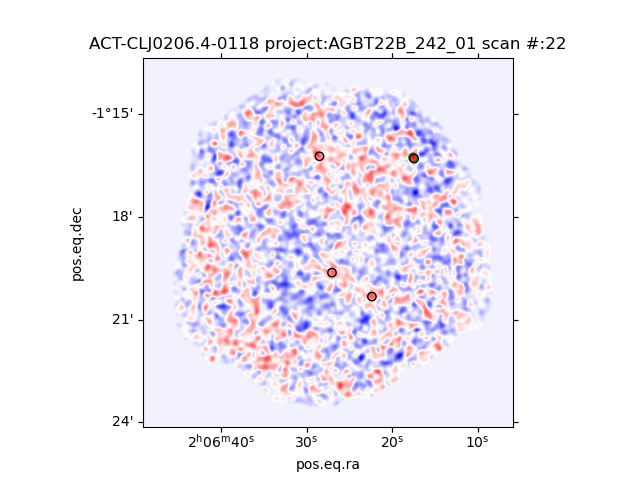 ACT-CLJ0206.4-0118 project:AGBT22B_242_01 scan #:22
-1°15'
18'
21'
24'
pos.eq.dec
2ʰ06ᵐ40ˢ 30ˢ 20ˢ 10ˢ
pos.eq.ra